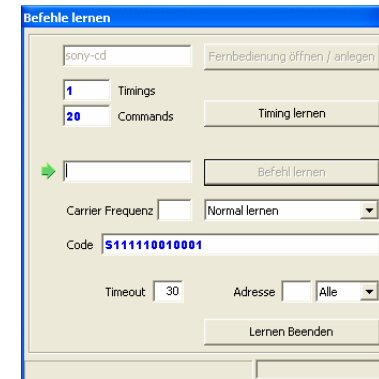 Befehle lernen
sony-cd Fernbedienung öffnen / anlegen
1 Timings
20 Commands Timing lernen
Befehl lernen
Carrier Frequenz Normal lernen
Code S111110010001
Timeout 30 Adresse Alle
Lernen Beenden